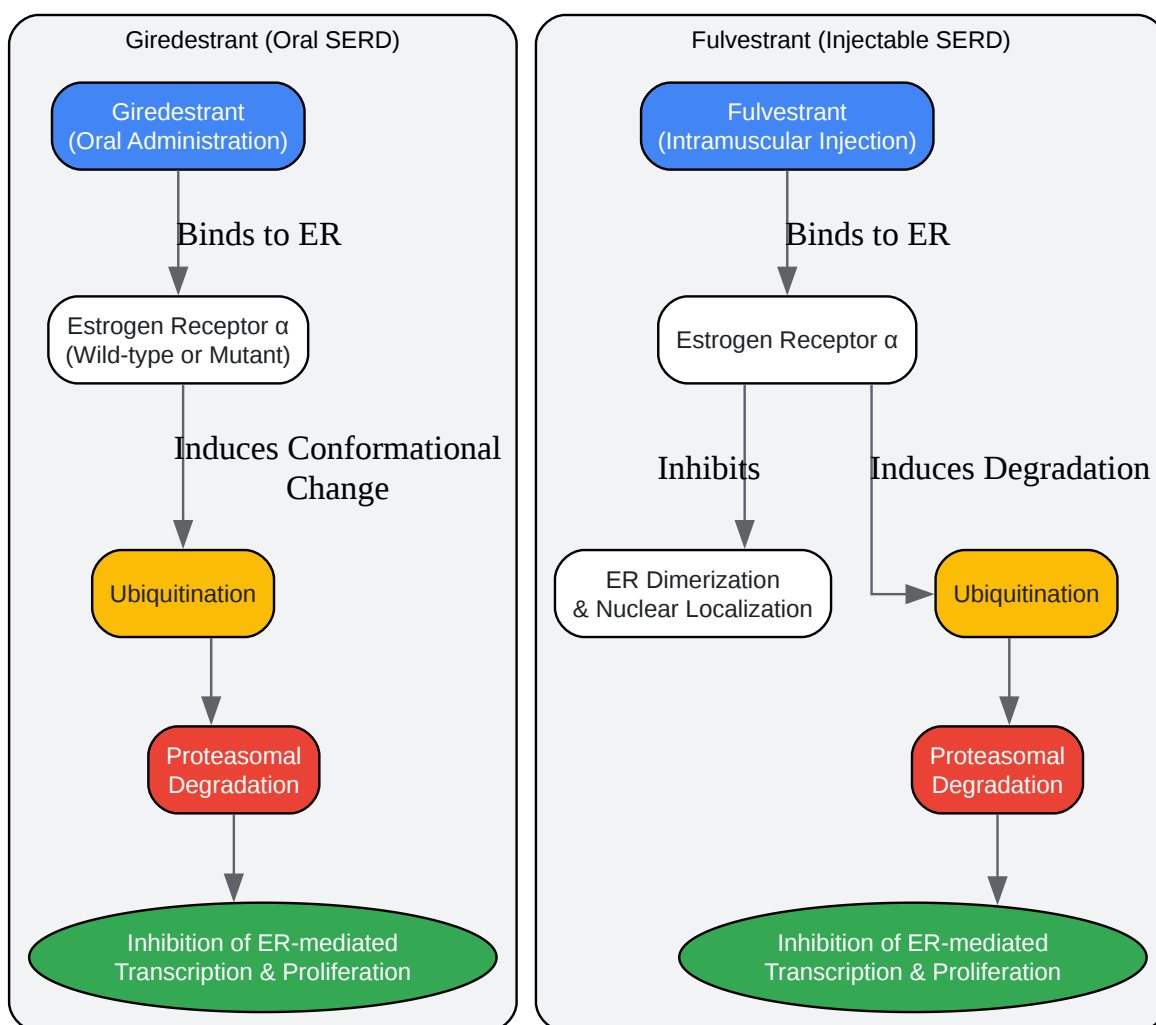 Giredestrant (Oral SERD)
Giredestrant
(Oral Administration)
Binds to ER
Estrogen Receptor α
(Wild-type or Mutant)
Induces Conformational
Change
Ubiquitination
Proteasomal
Degradation
Inhibition of ER-mediated
Transcription & Proliferation
Fulvestrant (Injectable SERD)
Fulvestrant
(Intramuscular Injection)
Binds to ER
Estrogen Receptor α
Inhibits
Induces Degradation
ER Dimerization
& Nuclear Localization
Ubiquitination
Proteasomal
Degradation
Inhibition of ER-mediated
Transcription & Proliferation